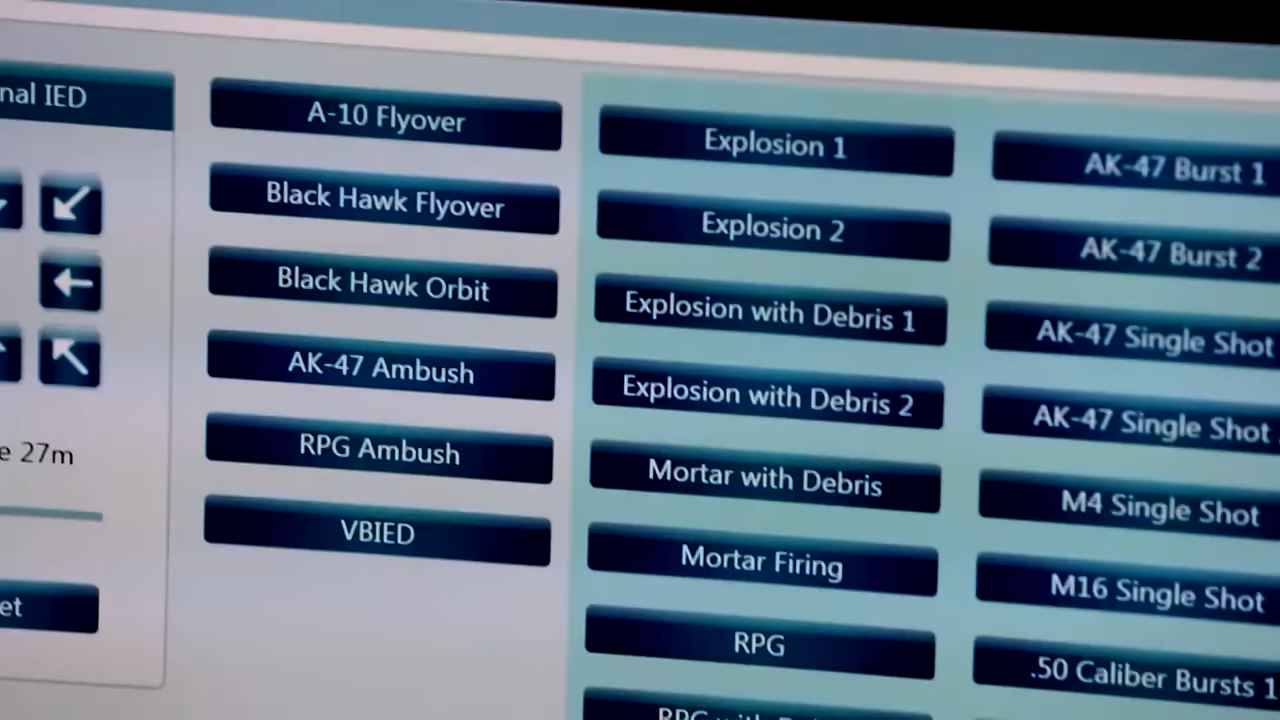 nal IED
e 27m
et
A-10 Flyover
Black Hawk Flyover
Black Hawk Orbit
AK-47 Ambush
RPG Ambush
VBIED
Explosion 1
Explosion 2
Explosion with Debris 1
Explosion with Debris 2
Mortar with Debris
Mortar Firing
RPG
RPG with
AK-47 Burst 1
AK-47 Burst 2
AK-47 Single Shot
AK-47 Single Shot
M4 Single Shot
M16 Single Shot
.50 Caliber Bursts 1